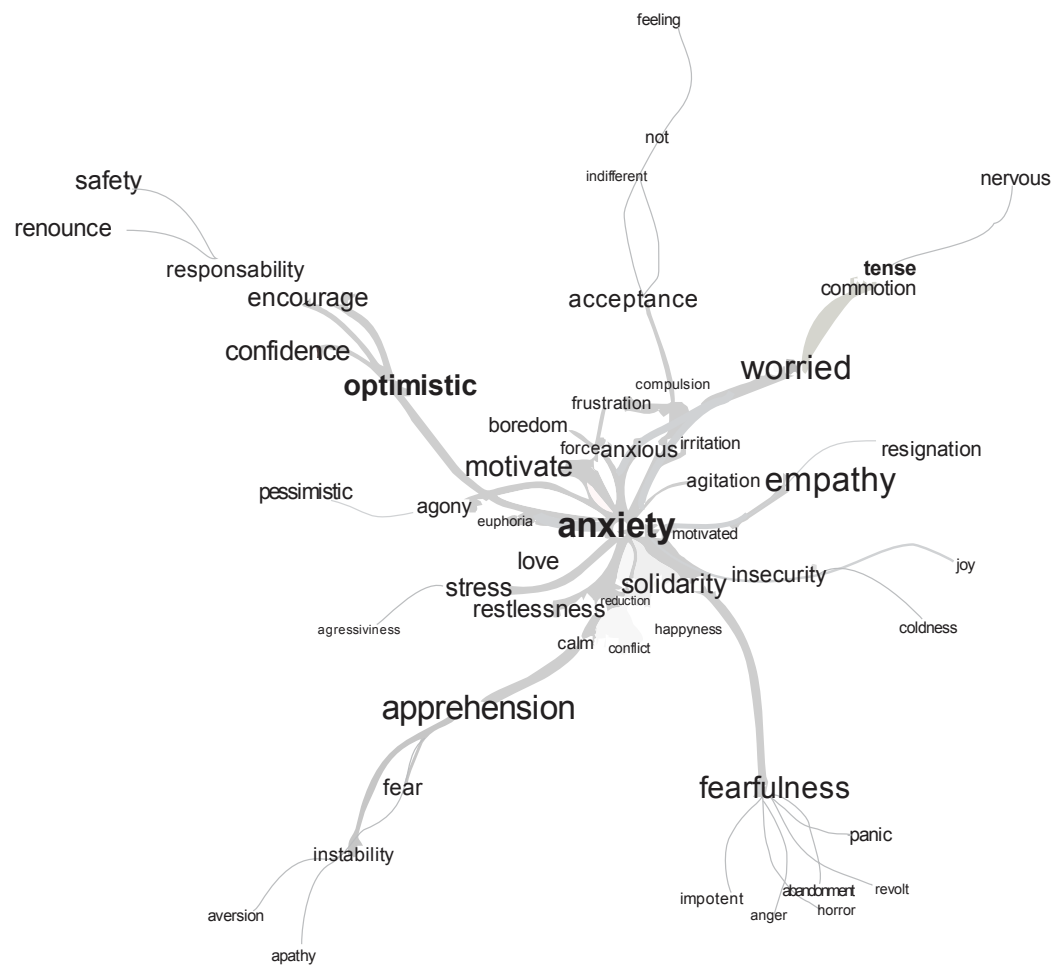 feeling
not
indifferent
safety
nervous
renounce
responsability
tense
encourage
commotion
acceptance
confidence
worried
optimistic
compulsion
frustration
boredom
force
anxious
irritation
resignation
motivate
agitation
empathy
pessimistic
agony
euphoria
anxiety
motivated
love
joy
stress
solidarity
insecurity
restlessness
reduction
agressiviness
happyness
coldness
calm
conflict
apprehension
fear
fearfulness
panic
instability
impotent
abandonment
revolt
aversion
anger
horror
apathy